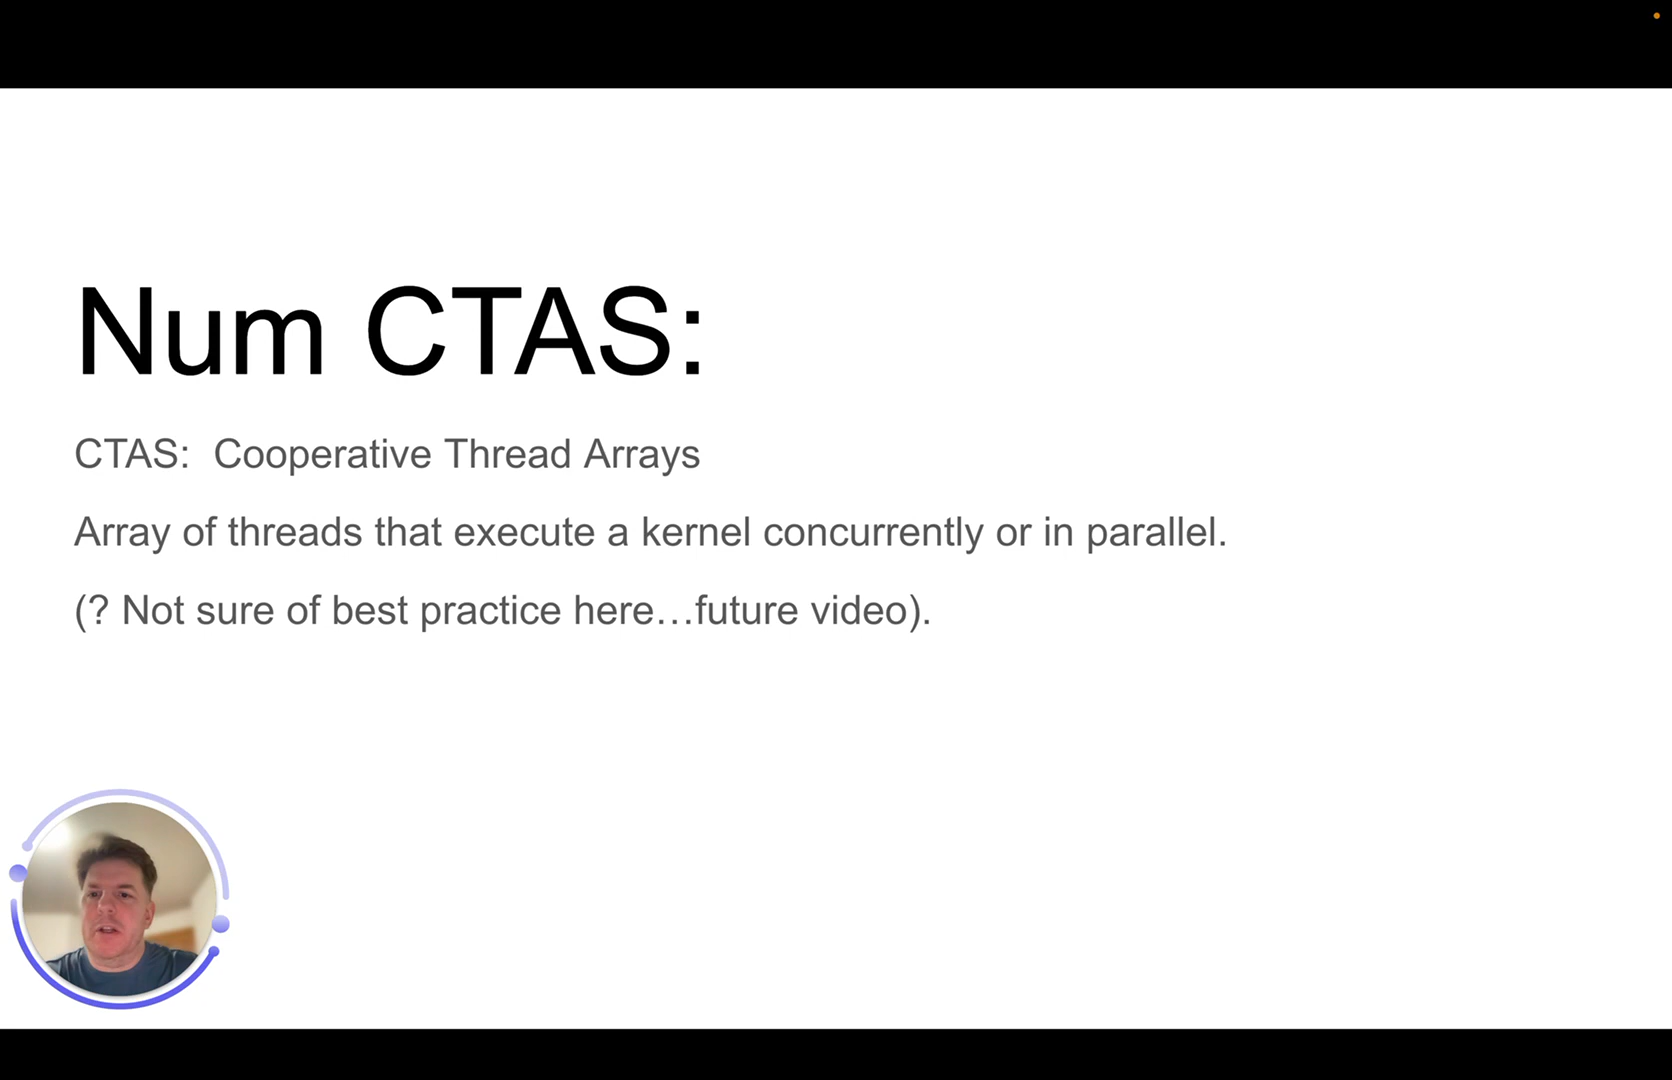 Num CTAS:
CTAS:  Cooperative Thread Arrays
Array of threads that execute a kernel concurrently or in parallel.
(? Not sure of best practice here…future video).